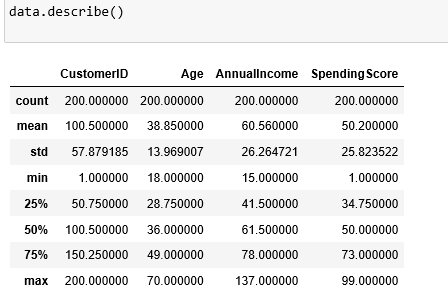 data.describe()
CustomerID Age AnnualIncome SpendingScore
count 200.000000 200.000000 200.000000 200.000000
mean 100.500000 38.850000 60.560000 50.200000
std 57.879185 13.969007 26.264721 25.823522
min 1.000000 18.000000 15.000000 1.000000
25% 50.750000 28.750000 41.500000 34.750000
50% 100.500000 36.000000 61.500000 50.000000
75% 150.250000 49.000000 78.000000 73.000000
max 200.000000 70.000000 137.000000 99.000000